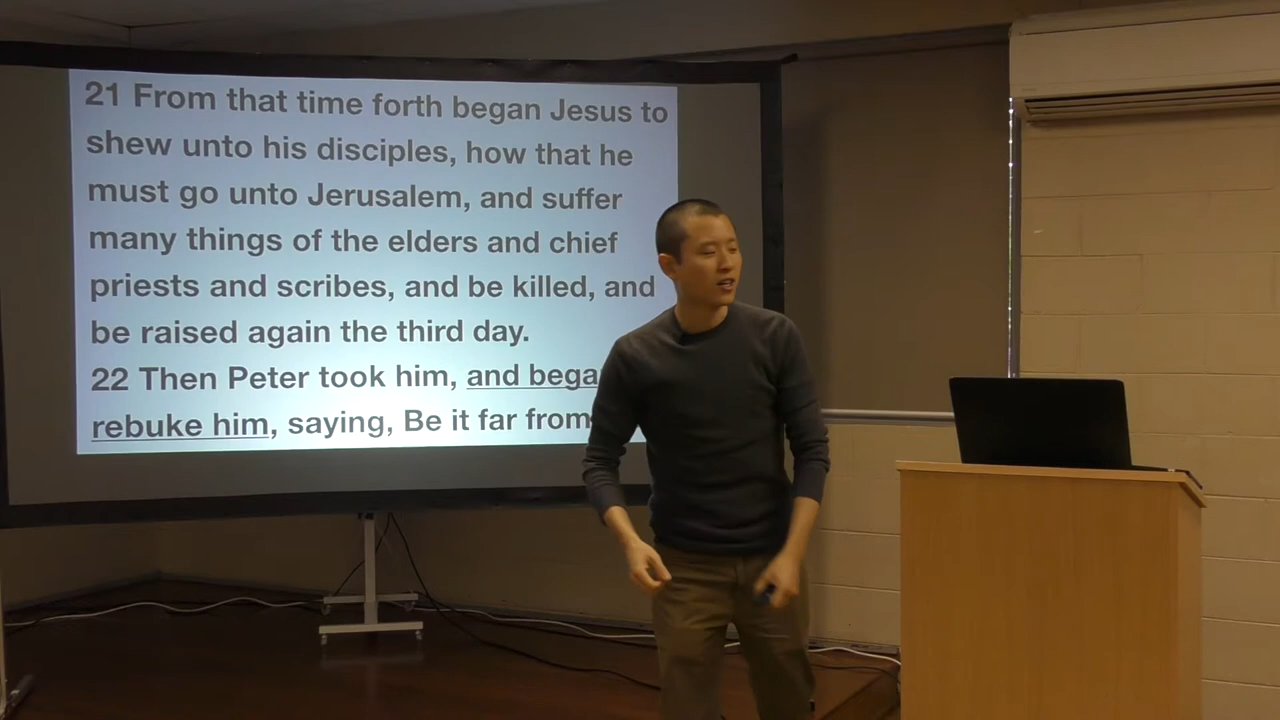 21 From that time forth began Jesus to
shew unto his disciples, how that he
must go unto Jerusalem, and suffer
many things of the elders and chief
priests and scribes, and be killed, and
be raised again the third day.
22 Then Peter took him, and bega
rebuke him, saying, Be it far from